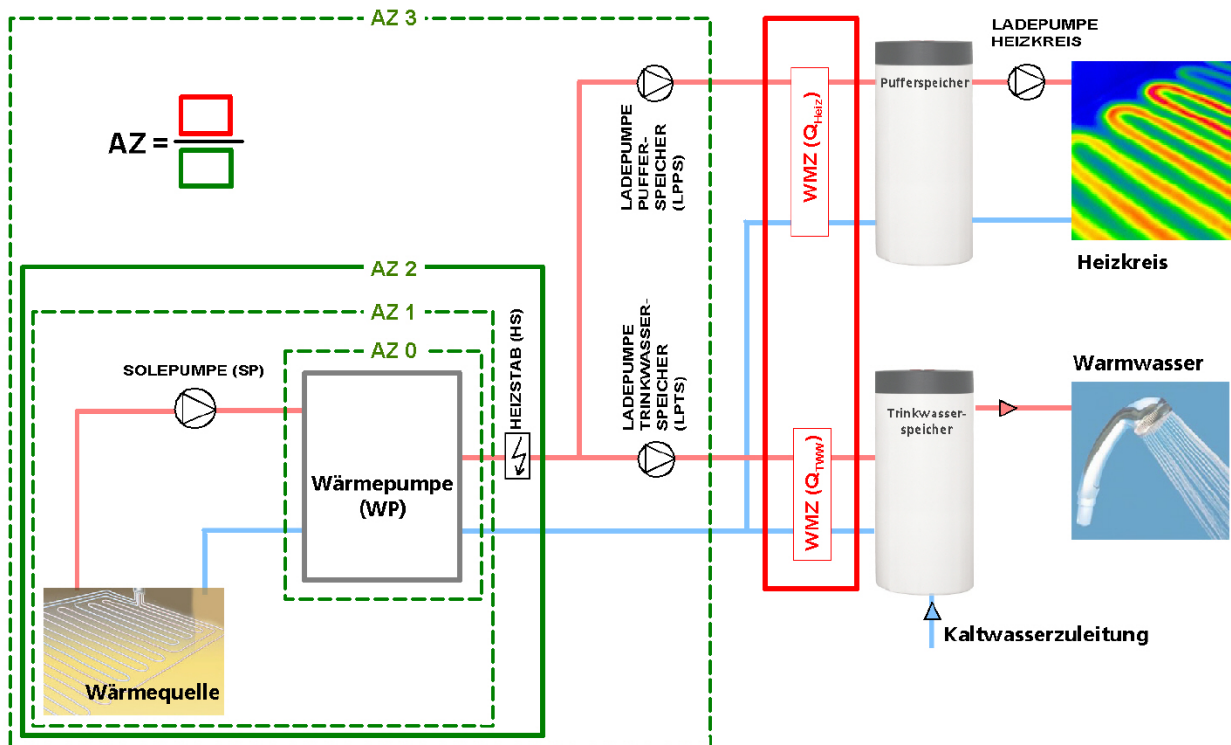 AZ 3
AZ =
AZ 2
AZ 1
AZ 0
SOLEPUMPE (SP)
Wärmepumpe
(WP)
Wärmequelle
HEIZSTAB (HS)
LADEPUMPE
PUFFER-
SPEICHER
(LPPS)
LADEPUMPE
TRINKWASSER-
SPEICHER
(LPTS)
WMZ (QHeiz)
WMZ (QTWW)
Pufferspeicher
LADEPUMPE
HEIZKREIS
Heizkreis
Trinkwasser-
speicher
Warmwasser
Kaltwasserzuleitung